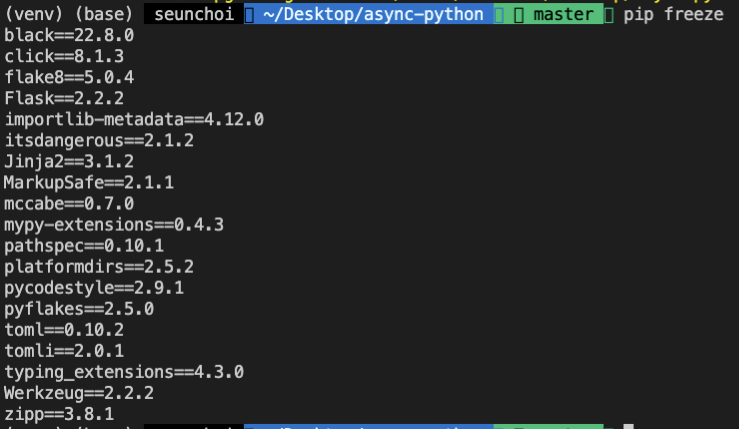 (venv) (base) seunchoi ~/Desktop/async-python master pip freeze
black==22.8.0
click==8.1.3
flake8==5.0.4
Flask==2.2.2
importlib-metadata==4.12.0
itsdangerous==2.1.2
Jinja2==3.1.2
MarkupSafe==2.1.1
mccabe==0.7.0
mypy-extensions==0.4.3
pathspec==0.10.1
platformdirs==2.5.2
pycodestyle==2.9.1
pyflakes==2.5.0
toml==0.10.2
tomli==2.0.1
typing_extensions==4.3.0
Werkzeug==2.2.2
zipp==3.8.1